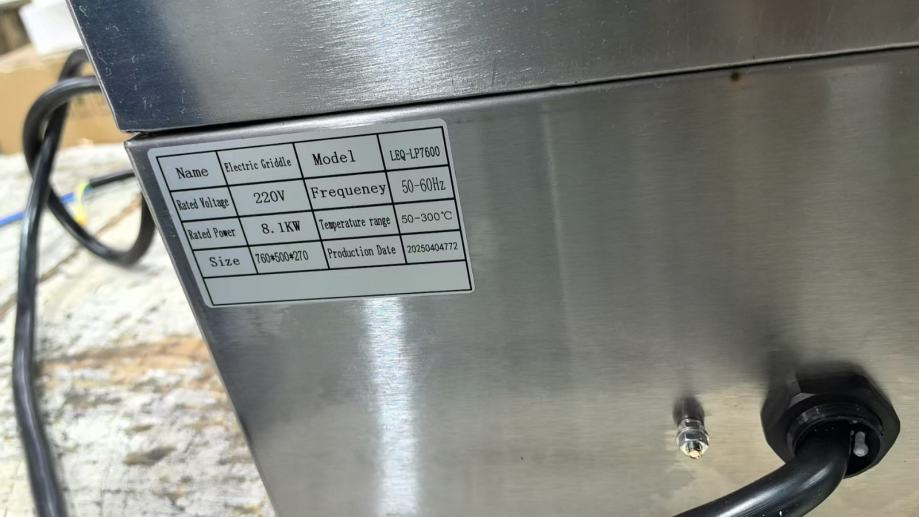 Name Electric Griddle Model LEQ-LP7600
Rated Voltage 220V Frequeney 50-60Hz
Rated Power 8.1KW Temperature range 50-300℃
Size 760*500*270 Production Date 20250404772